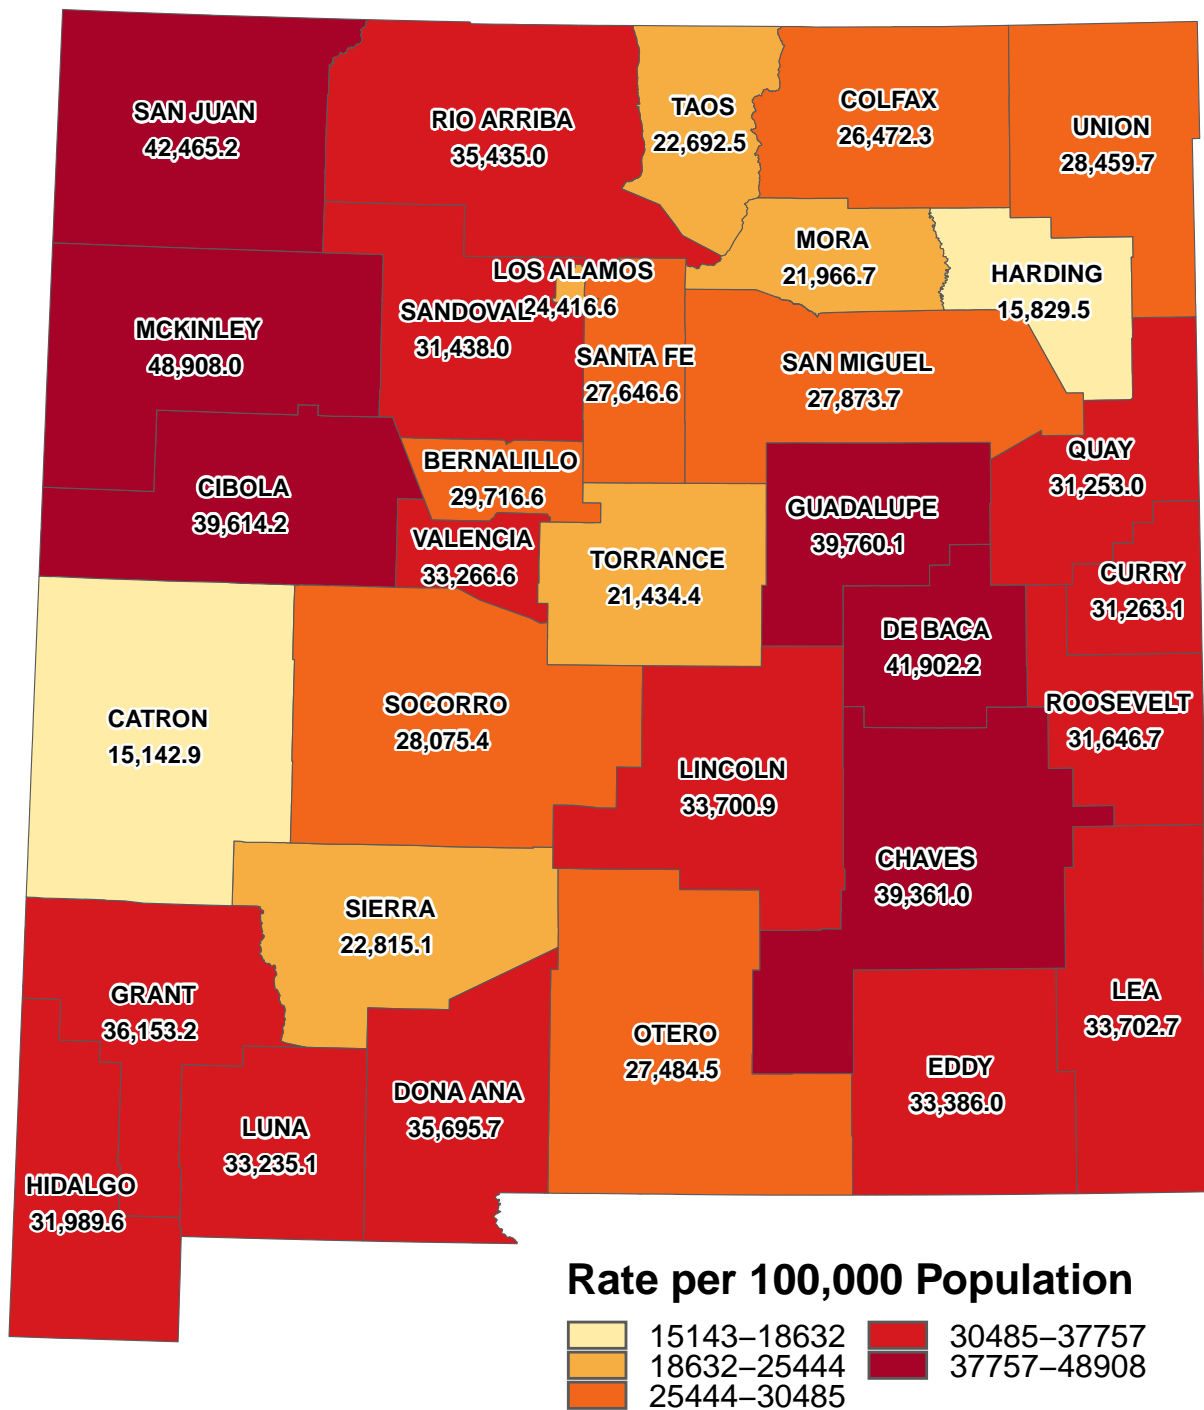 SAN JUAN
42,465.2
RIO ARRIBA
35,435.0
TAOS
22,692.5
COLFAX
26,472.3
UNION
28,459.7
MORA
21,966.7
HARDING
15,829.5
LOS ALAMOS
24,416.6
SANDOVAL
31,438.0
MCKINLEY
48,908.0
SANTA FE
27,646.6
SAN MIGUEL
27,873.7
QUAY
31,253.0
BERNALILLO
29,716.6
CIBOLA
39,614.2
GUADALUPE
39,760.1
VALENCIA
33,266.6
TORRANCE
21,434.4
CURRY
31,263.1
DE BACA
41,902.2
CATRON
15,142.9
SOCORRO
28,075.4
ROOSEVELT
31,646.7
LINCOLN
33,700.9
CHAVES
39,361.0
SIERRA
22,815.1
GRANT
36,153.2
LEA
33,702.7
OTERO
27,484.5
EDDY
33,386.0
DONA ANA
35,695.7
LUNA
33,235.1
HIDALGO
31,989.6
Rate per 100,000 Population
15143–18632
18632–25444
25444–30485
30485–37757
37757–48908